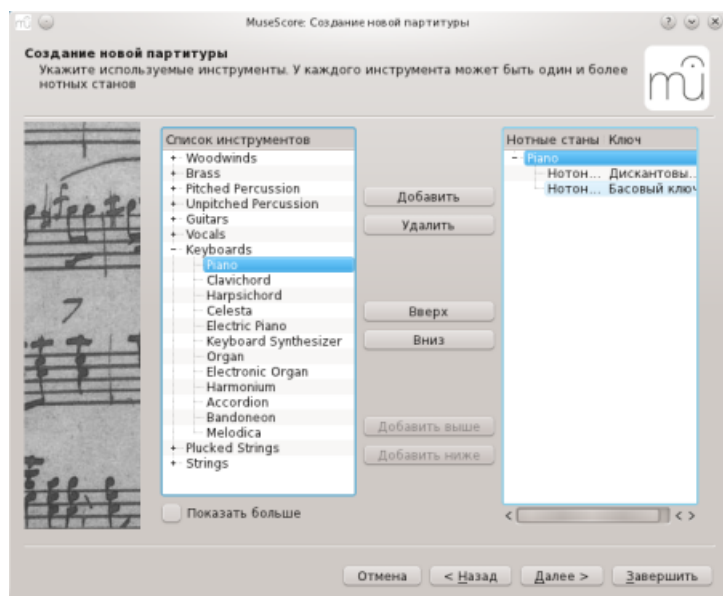 MuseScore: Создание новой партитуры
Создание новой партитуры
Укажите используемые инструменты. У каждого инструмента может быть один и более
нотных станов
mû
Список инструментов
Woodwinds
Brass
Pitched Percussion
Unpitched Percussion
Guitars
Vocals
Keyboards
Piano
Clavichord
Harpsichord
Celesta
Electric Piano
Keyboard Synthesizer
Organ
Electronic Organ
Harmonium
Accordion
Bandoneon
Melodica
Plucked Strings
Strings
Показать больше
Добавить
Удалить
Вверх
Вниз
Добавить выше
Добавить ниже
Нотные станы Ключ
Piano
Нотон... Дискантовы...
Нотон... Басовый ключ
7
Отмена
< Назад
Далее >
Завершить